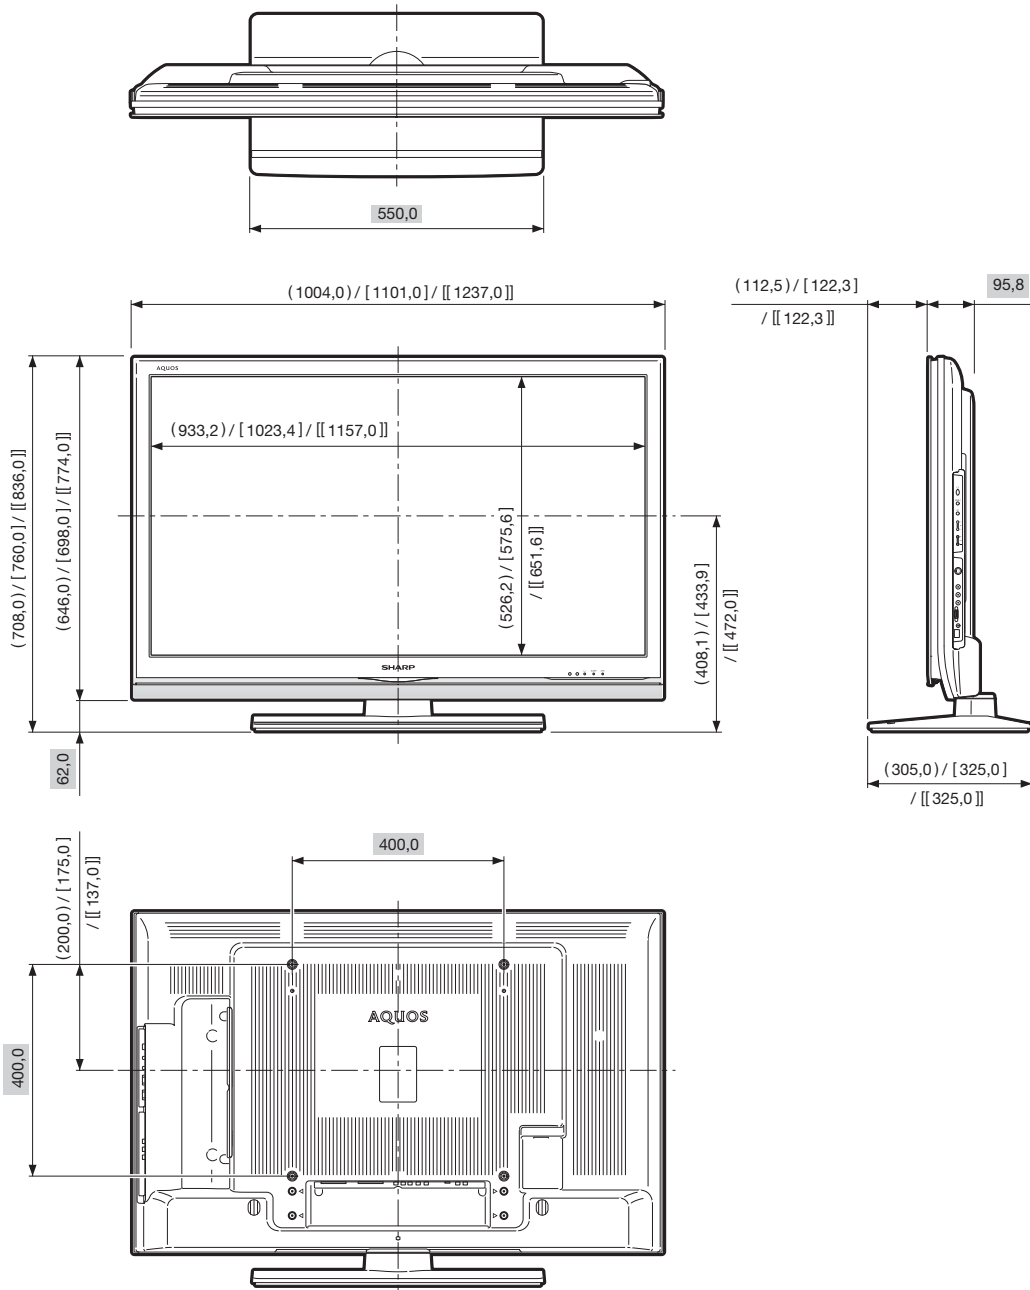 550,0
(1004,0) / [1101,0] / [[1237,0]]
(112,5) / [122,3]
/ [[122,3]]
95,8
AQUOS
(933,2) / [1023,4] / [[1157,0]]
(708,0) / [760,0] / [[836,0]]
(646,0) / [698,0] / [[774,0]]
(526,2) / [575,6]
/ [[651,6]]
(408,1) / [433,9]
/ [[472,0]]
SHARP
62,0
(305,0) / [325,0]
/ [[325,0]]
(200,0) / [175,0]
/ [[137,0]]
400,0
400,0
AQUOS